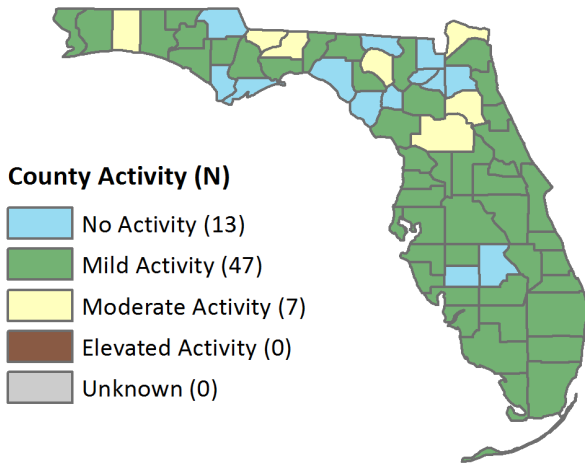 County Activity (N)
No Activity (13)
Mild Activity (47)
Moderate Activity (7)
Elevated Activity (0)
Unknown (0)